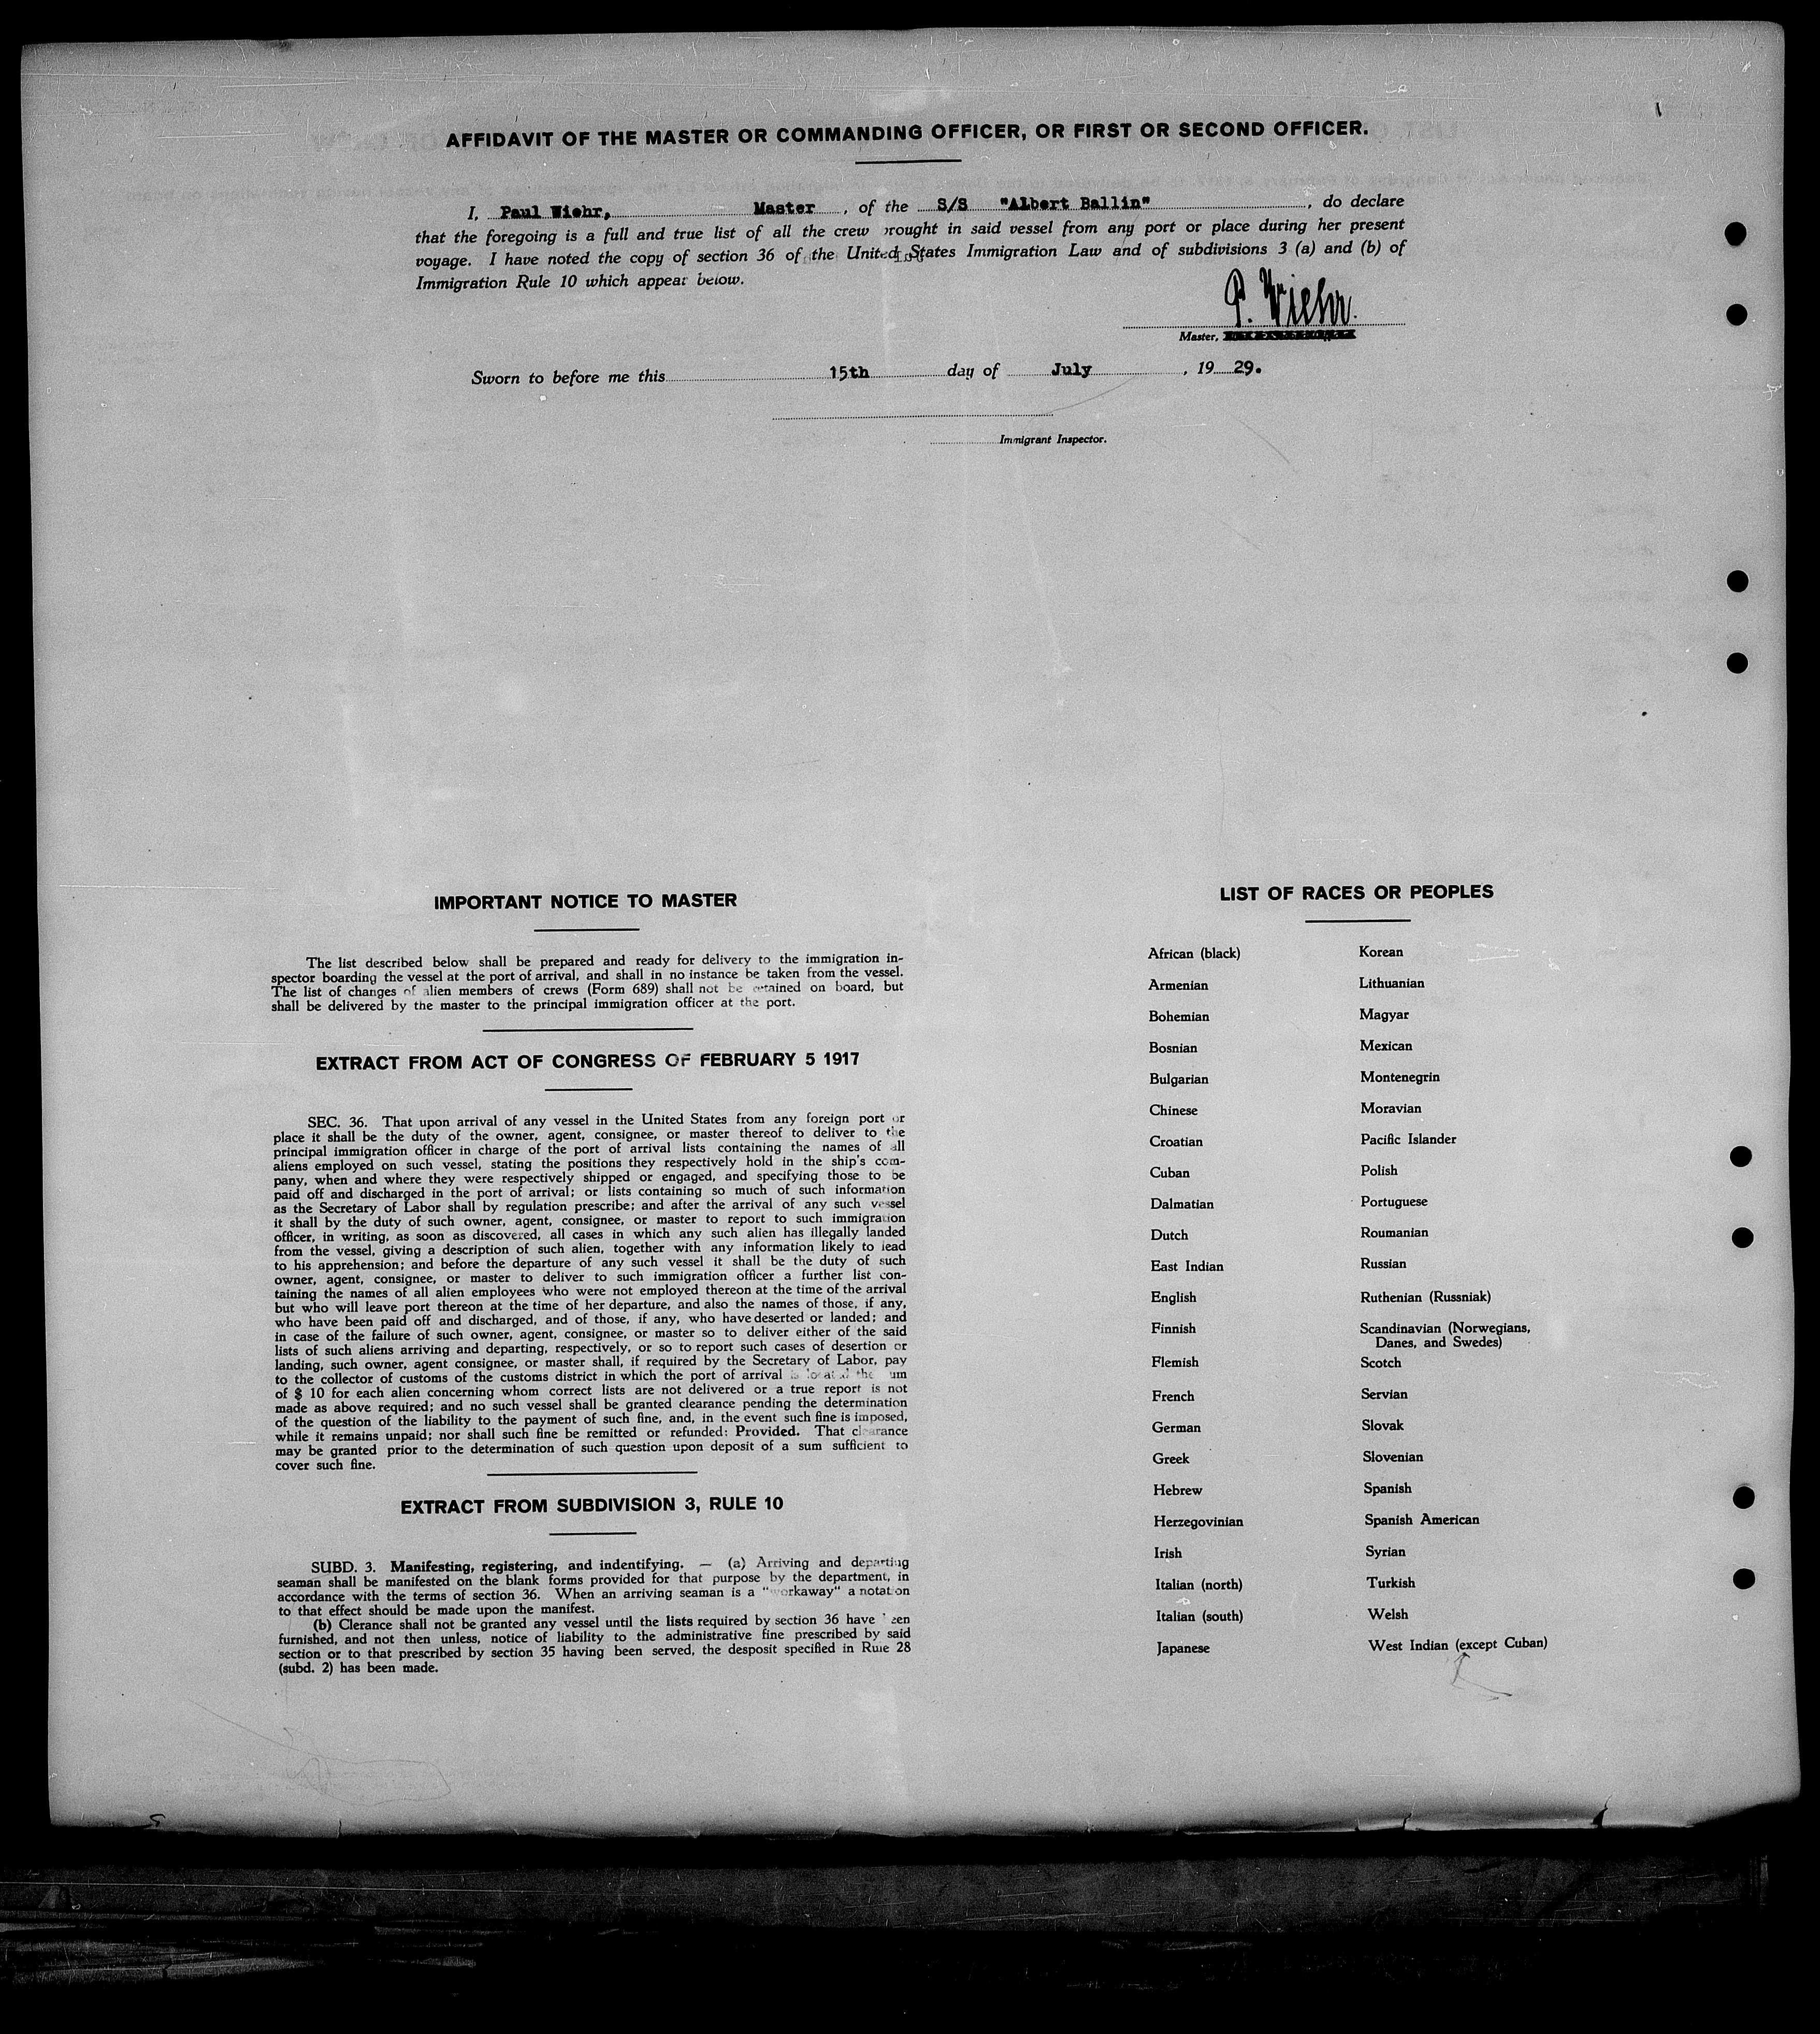 AFFIDAVIT OF THE MASTER OR COMMANDING OFFICER, OR FIRST OR SECOND OFFICER.
I, Paul Wiehr, Master, of the S/S "Albert Ballin", do declare
that the foregoing is a full and true list of all the crew brought in said vessel from any port or place during her present
voyage. I have noted the copy of section 36 of the United States Immigration Law and of subdivisions 3 (a) and (b) of
Immigration Rule 10 which appear below.
P. Wiehr.
Master,
Sworn to before me this 15th day of July, 19 29.
Immigrant Inspector.
IMPORTANT NOTICE TO MASTER
The list described below shall be prepared and ready for delivery to the immigration in-
spector boarding the vessel at the port of arrival, and shall in no instance be taken from the vessel.
The list of changes of alien members of crews (Form 689) shall not be retained on board, but
shall be delivered by the master to the principal immigration officer at the port.
EXTRACT FROM ACT OF CONGRESS OF FEBRUARY 5 1917
SEC. 36. That upon arrival of any vessel in the United States from any foreign port or
place it shall be the duty of the owner, agent, consignee, or master thereof to deliver to the
principal immigration officer in charge of the port of arrival lists containing the names of all
aliens employed on such vessel, stating the positions they respectively hold in the ship's com-
pany, when and where they were respectively shipped or engaged, and specifying those to be
paid off and discharged in the port of arrival; or lists containing so much of such information
as the Secretary of Labor shall by regulation prescribe; and after the arrival of any such vessel
it shall by the duty of such owner, agent, consignee, or master to report to such immigration
officer, in writing, as soon as discovered, all cases in which any such alien has illegally landed
from the vessel, giving a description of such alien, together with any information likely to lead
to his apprehension; and before the departure of any such vessel it shall be the duty of such
owner, agent, consignee, or master to deliver to such immigration officer a further list con-
taining the names of all alien employees who were not employed thereon at the time of the arrival
but who will leave port thereon at the time of her departure, and also the names of those, if any,
who have been paid off and discharged, and of those, if any, who have deserted or landed; and
in case of the failure of such owner, agent, consignee, or master so to deliver either of the said
lists of such aliens arriving and departing, respectively, or so to report such cases of desertion or
landing, such owner, agent consignee, or master shall, if required by the Secretary of Labor, pay
to the collector of customs of the customs district in which the port of arrival is located the sum
of $ 10 for each alien concerning whom correct lists are not delivered or a true report is not
made as above required; and no such vessel shall be granted clearance pending the determination
of the question of the liability to the payment of such fine, and, in the event such fine is imposed,
while it remains unpaid; nor shall such fine be remitted or refunded: Provided. That clearance
may be granted prior to the determination of such question upon deposit of a sum sufficient to
cover such fine.
EXTRACT FROM SUBDIVISION 3, RULE 10
SUBD. 3. Manifesting, registering, and indentifying. — (a) Arriving and departing
seaman shall be manifested on the blank forms provided for that purpose by the department, in
accordance with the terms of section 36. When an arriving seaman is a "workaway" a notation
to that effect should be made upon the manifest.
(b) Clerance shall not be granted any vessel until the lists required by section 36 have been
furnished, and not then unless, notice of liability to the administrative fine prescribed by said
section or to that prescribed by section 35 having been served, the desposit specified in Rule 28
(subd. 2) has been made.
LIST OF RACES OR PEOPLES
African (black)
Armenian
Bohemian
Bosnian
Bulgarian
Chinese
Croatian
Cuban
Dalmatian
Dutch
East Indian
English
Finnish
Flemish
French
German
Greek
Hebrew
Herzegovinian
Irish
Italian (north)
Italian (south)
Japanese
Korean
Lithuanian
Magyar
Mexican
Montenegrin
Moravian
Pacific Islander
Polish
Portuguese
Roumanian
Russian
Ruthenian (Russniak)
Scandinavian (Norwegians,
Danes, and Swedes)
Scotch
Servian
Slovak
Slovenian
Spanish
Spanish American
Syrian
Turkish
Welsh
West Indian (except Cuban)